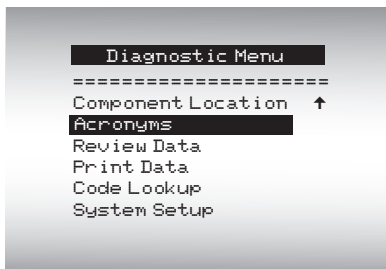 Diagnostic Menu
=====================
Component Location ↑
Acronyms
Review Data
Print Data
Code Lookup
System Setup